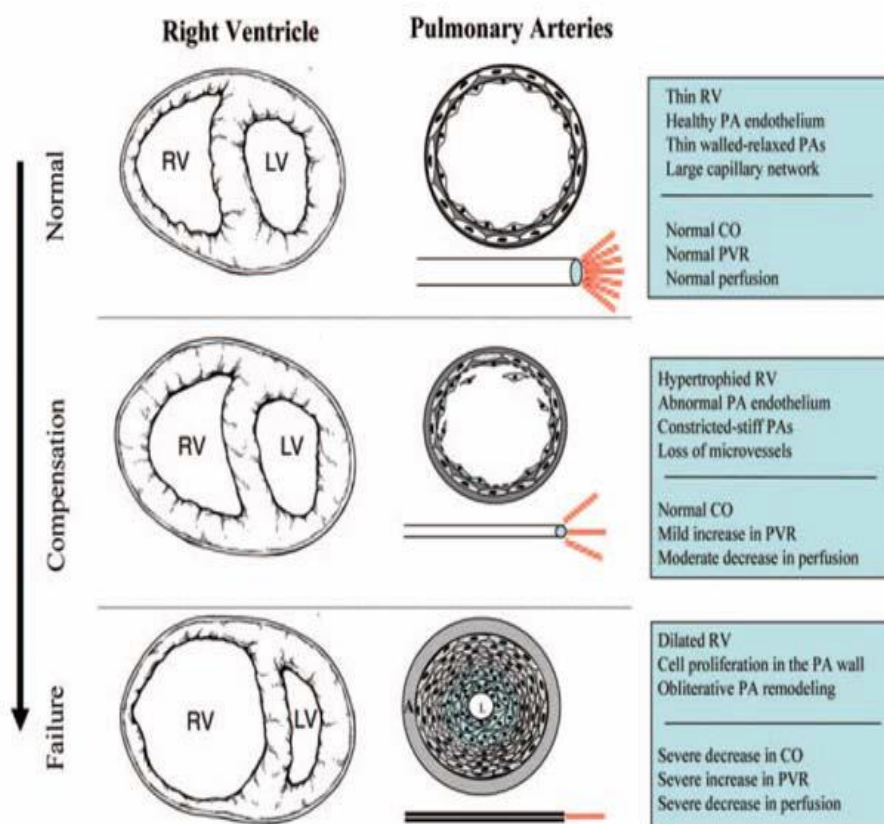 Right Ventricle
Pulmonary Arteries
Normal
RV
LV
Thin RV
Healthy PA endothelium
Thin walled-relaxed PAs
Large capillary network
Normal CO
Normal PVR
Normal perfusion
Compensation
RV
LV
Hypertrophied RV
Abnormal PA endothelium
Constricted-stiff PAs
Loss of microvessels
Normal CO
Mild increase in PVR
Moderate decrease in perfusion
Failure
RV
LV
A
L
Dilated RV
Cell proliferation in the PA wall
Obliterative PA remodeling
Severe decrease in CO
Severe increase in PVR
Severe decrease in perfusion